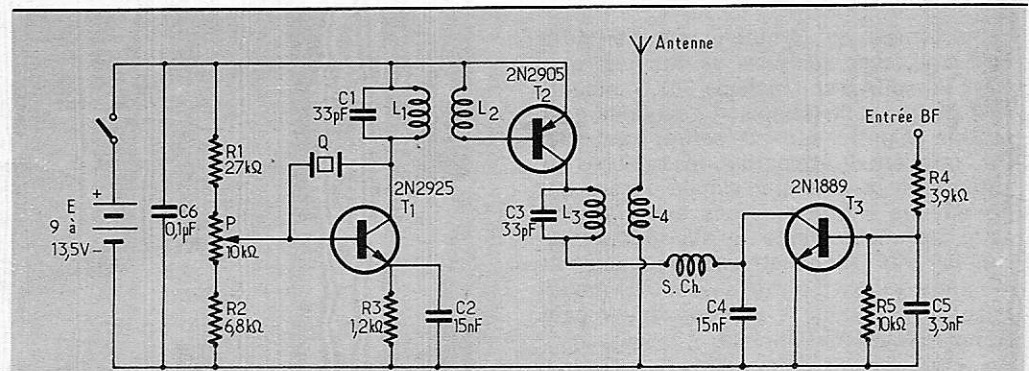 E
9 à
13,5V
+
-
C6
0,1µF
R1
27kΩ
P
10kΩ
R2
6,8kΩ
C1
33pF
L1
L2
Q
2N2925
T1
R3
1,2kΩ
C2
15nF
2N2905
T2
C3
33pF
L3
L4
Antenne
S. Ch.
C4
15nF
2N1889
T3
Entrée BF
R4
3,9kΩ
R5
10kΩ
C5
3,3nF